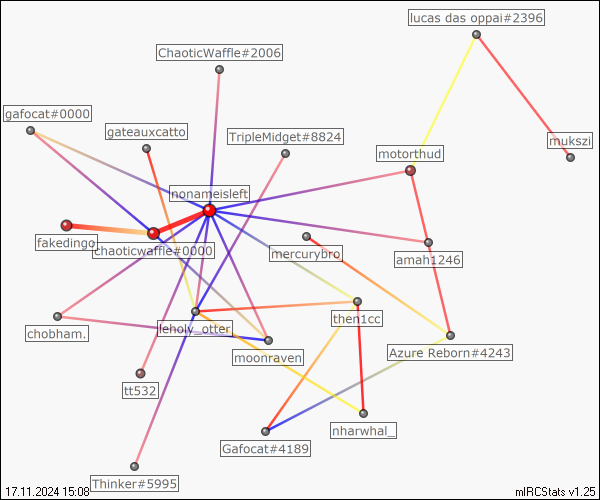 lucas das oppai#2396
ChaoticWaffle#2006
gafocat#0000
gateauxcatto
TripleMidget#8824
mukszi
motorthud
nonameisleft
fakedingo
chaoticwaffle#0000
mercurybro
amah1246
then1cc
chobham.
leholy_otter
moonraven
Azure Reborn#4243
tt532
nharwhal_
Gafocat#4189
Thinker#5995
17.11.2024 15:08
mIRCStats v1.25